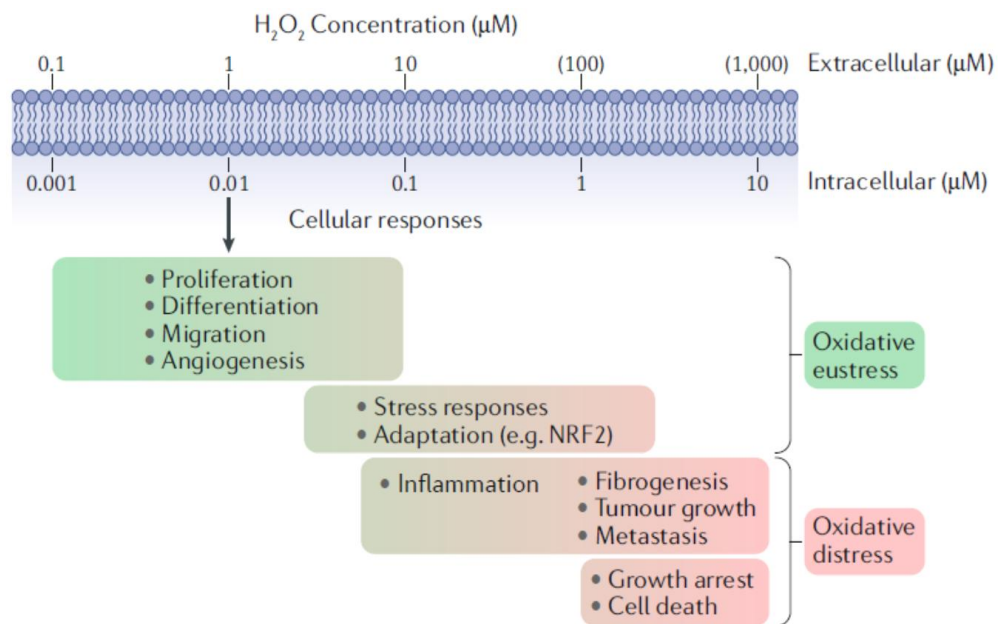 H₂O₂ Concentration (μM)
0.1 1 10 (100) (1,000) Extracellular (μM)
0.001 0.01 0.1 1 10 Intracellular (μM)
Cellular responses
• Proliferation
• Differentiation
• Migration
• Angiogenesis
Oxidative
eustress
• Stress responses
• Adaptation (e.g. NRF2)
• Inflammation
• Fibrogenesis
• Tumour growth
• Metastasis
Oxidative
distress
• Growth arrest
• Cell death